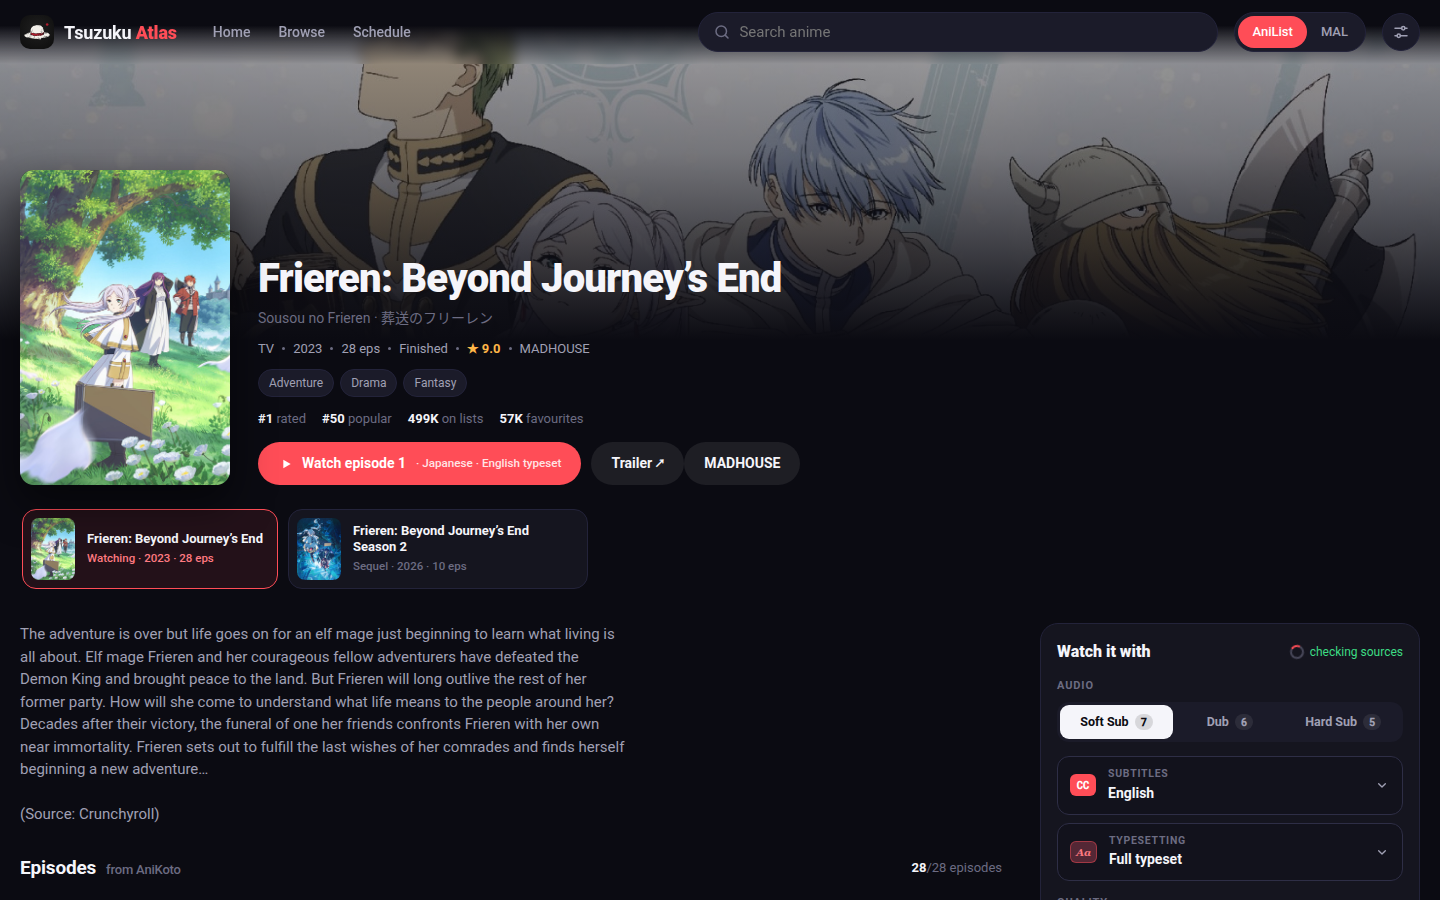 Tsuzuku Atlas
Home
Browse
Schedule
Search anime
AniList
MAL
Frieren: Beyond Journey’s End
Sousou no Frieren · 葬送のフリーレン
TV • 2023 • 28 eps • Finished • ★ 9.0 • MADHOUSE
Adventure
Drama
Fantasy
#1 rated #50 popular 499K on lists 57K favourites
Watch episode 1 · Japanese · English typeset
Trailer ↗
MADHOUSE
Frieren: Beyond Journey’s End
Watching · 2023 · 28 eps
Frieren: Beyond Journey’s End
Season 2
Sequel · 2026 · 10 eps
The adventure is over but life goes on for an elf mage just beginning to learn what living is
all about. Elf mage Frieren and her courageous fellow adventurers have defeated the
Demon King and brought peace to the land. But Frieren will long outlive the rest of her
former party. How will she come to understand what life means to the people around her?
Decades after their victory, the funeral of one her friends confronts Frieren with her own
near immortality. Frieren sets out to fulfill the last wishes of her comrades and finds herself
beginning a new adventure…
(Source: Crunchyroll)
Episodes from AniKoto
28/28 episodes
Watch it with
checking sources
AUDIO
Soft Sub 7
Dub 6
Hard Sub 5
CC
SUBTITLES
English
Aa
TYPESETTING
Full typeset